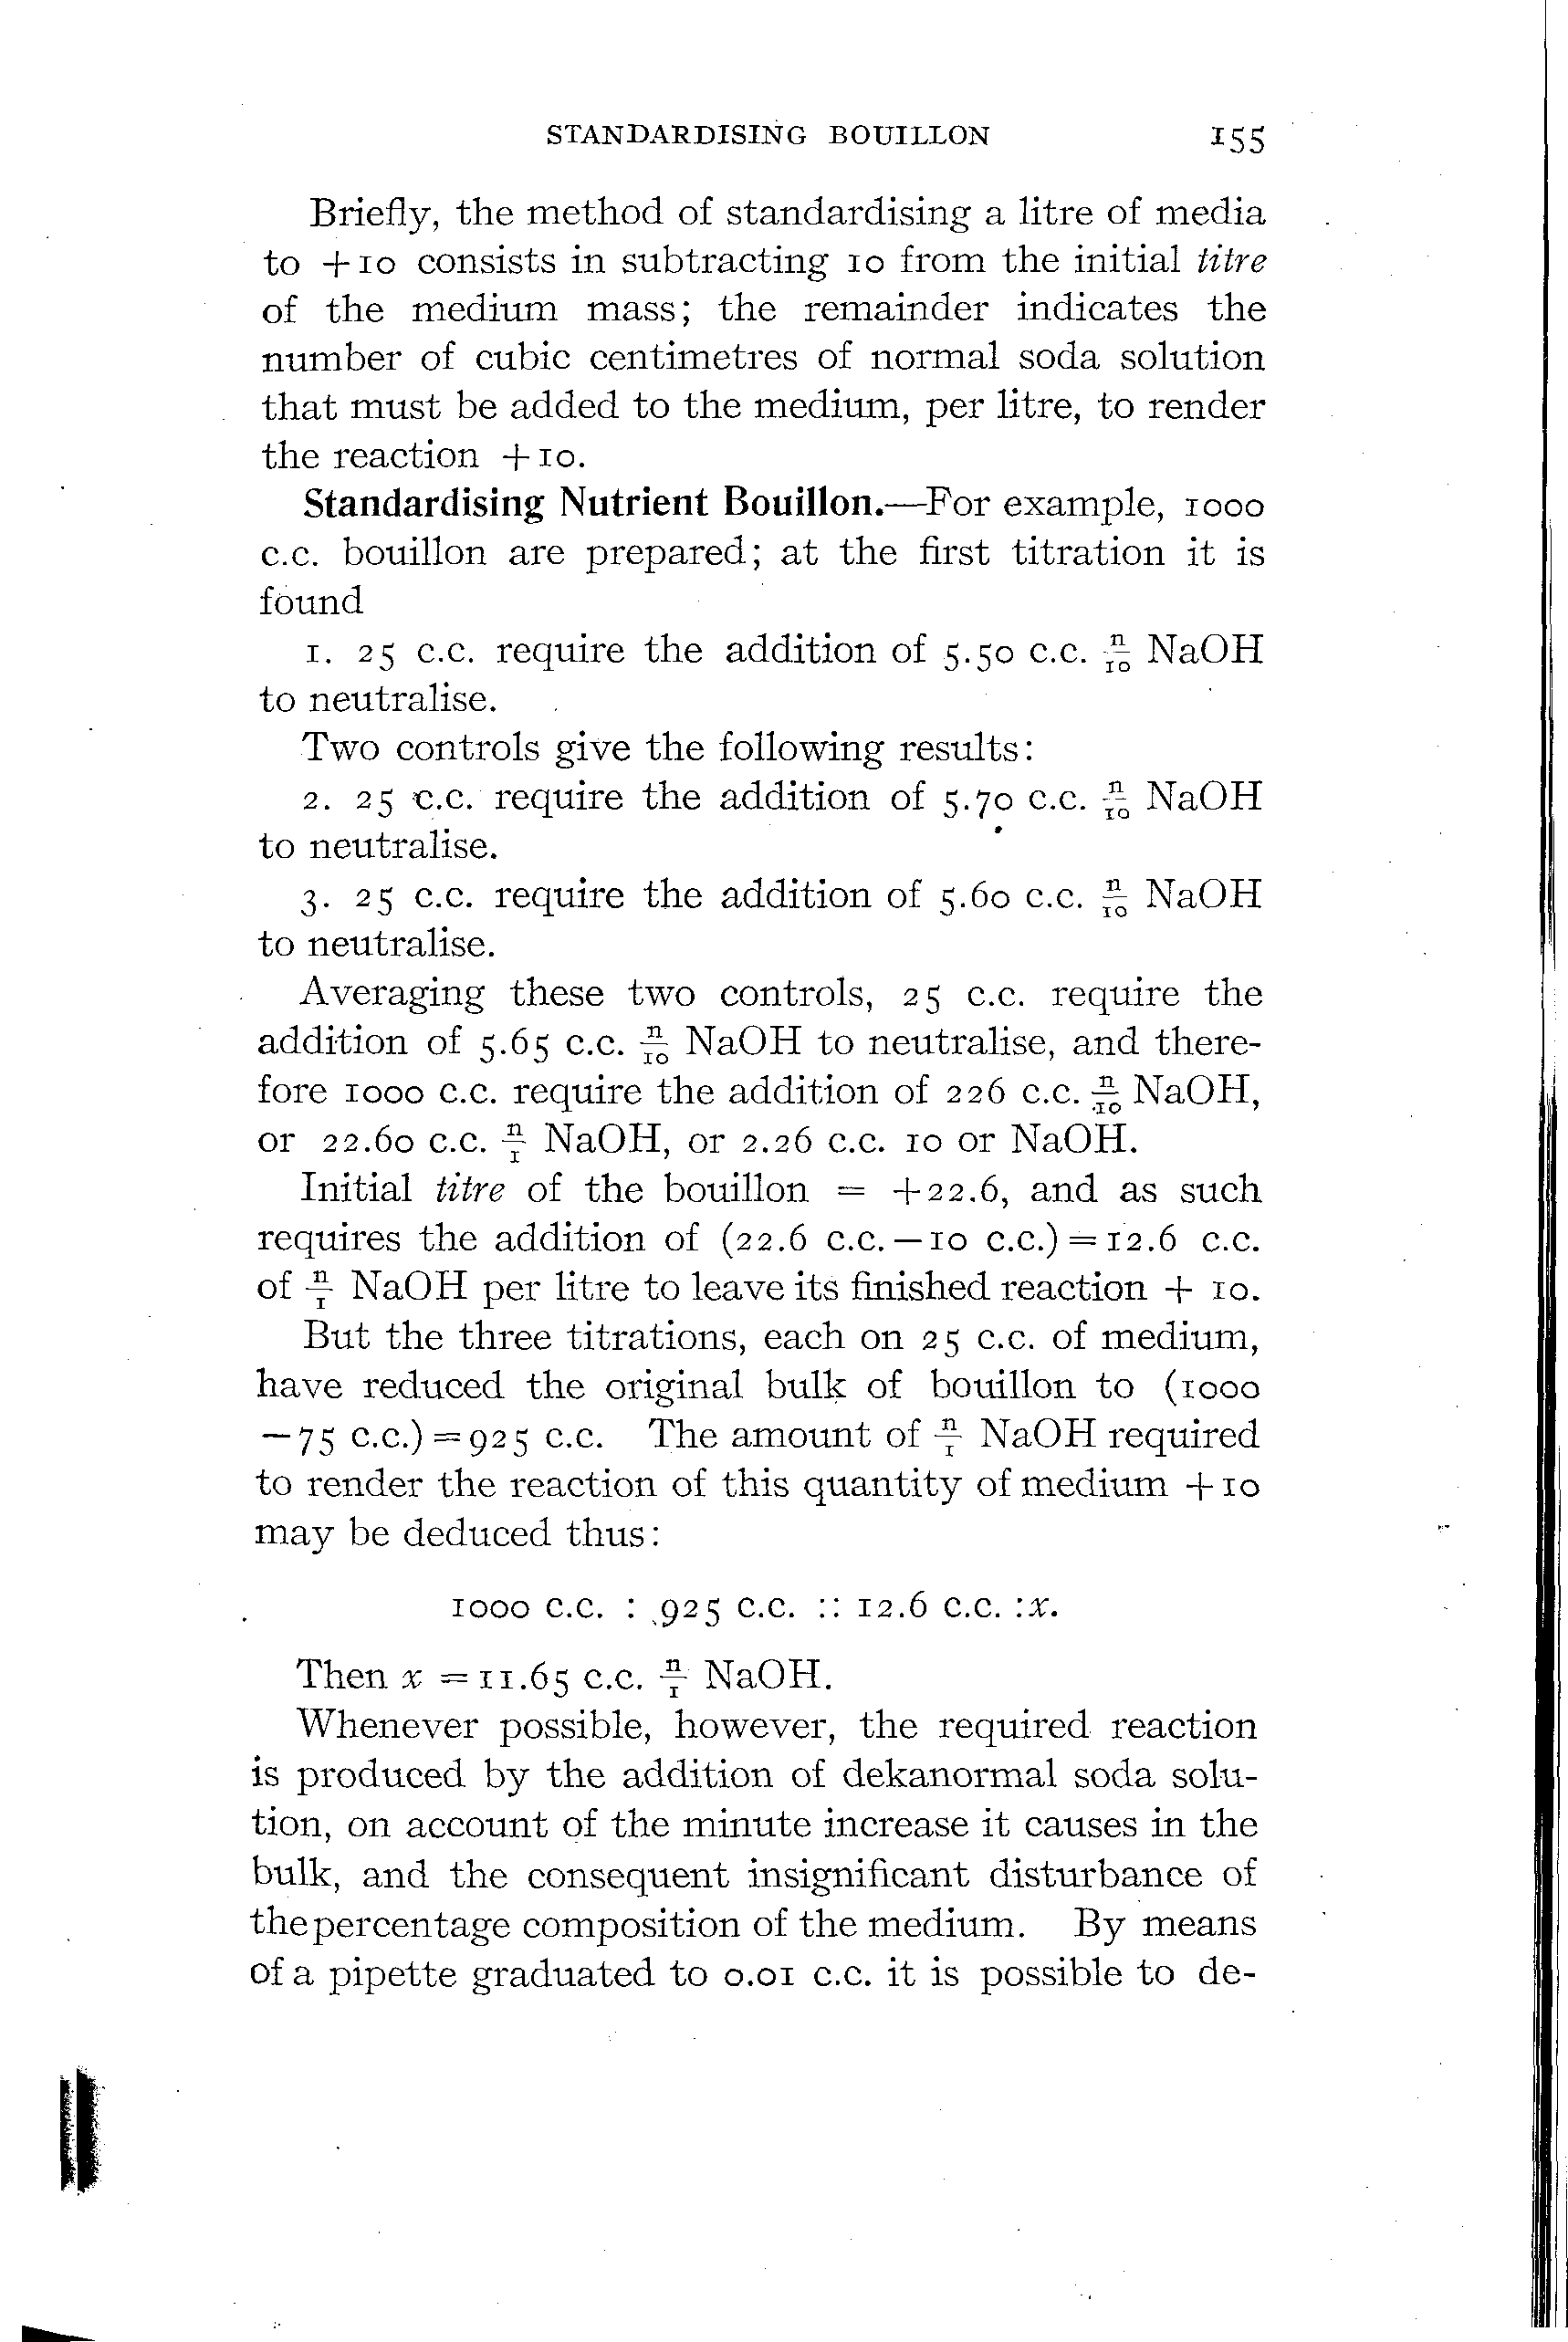 STANDARDISING BOUILLON 155
Briefly, the method of standardising a litre of media
to +10 consists in subtracting 10 from the initial titre
of the medium mass; the remainder indicates the
number of cubic centimetres of normal soda solution
that must be added to the medium, per litre, to render
the reaction +10.
Standardising Nutrient Bouillon.—For example, 1000
c.c. bouillon are prepared; at the first titration it is
found
1. 25 c.c. require the addition of 5.50 c.c. n/10 NaOH
to neutralise.
Two controls give the following results:
2. 25 c.c. require the addition of 5.70 c.c. n/10 NaOH
to neutralise.
3. 25 c.c. require the addition of 5.60 c.c. n/10 NaOH
to neutralise.
Averaging these two controls, 25 c.c. require the
addition of 5.65 c.c. n/10 NaOH to neutralise, and there-
fore 1000 c.c. require the addition of 226 c.c. n/10 NaOH,
or 22.60 c.c. n/1 NaOH, or 2.26 c.c. 10 or NaOH.
Initial titre of the bouillon = +22.6, and as such
requires the addition of (22.6 c.c. — 10 c.c.) = 12.6 c.c.
of n/1 NaOH per litre to leave its finished reaction + 10.
But the three titrations, each on 25 c.c. of medium,
have reduced the original bulk of bouillon to (1000
— 75 c.c.) = 925 c.c. The amount of n/1 NaOH required
to render the reaction of this quantity of medium +10
may be deduced thus:
1000 c.c. : 925 c.c. :: 12.6 c.c. :x.
Then x = 11.65 c.c. n/1 NaOH.
Whenever possible, however, the required reaction
is produced by the addition of dekanormal soda solu-
tion, on account of the minute increase it causes in the
bulk, and the consequent insignificant disturbance of
the percentage composition of the medium. By means
of a pipette graduated to 0.01 c.c. it is possible to de-